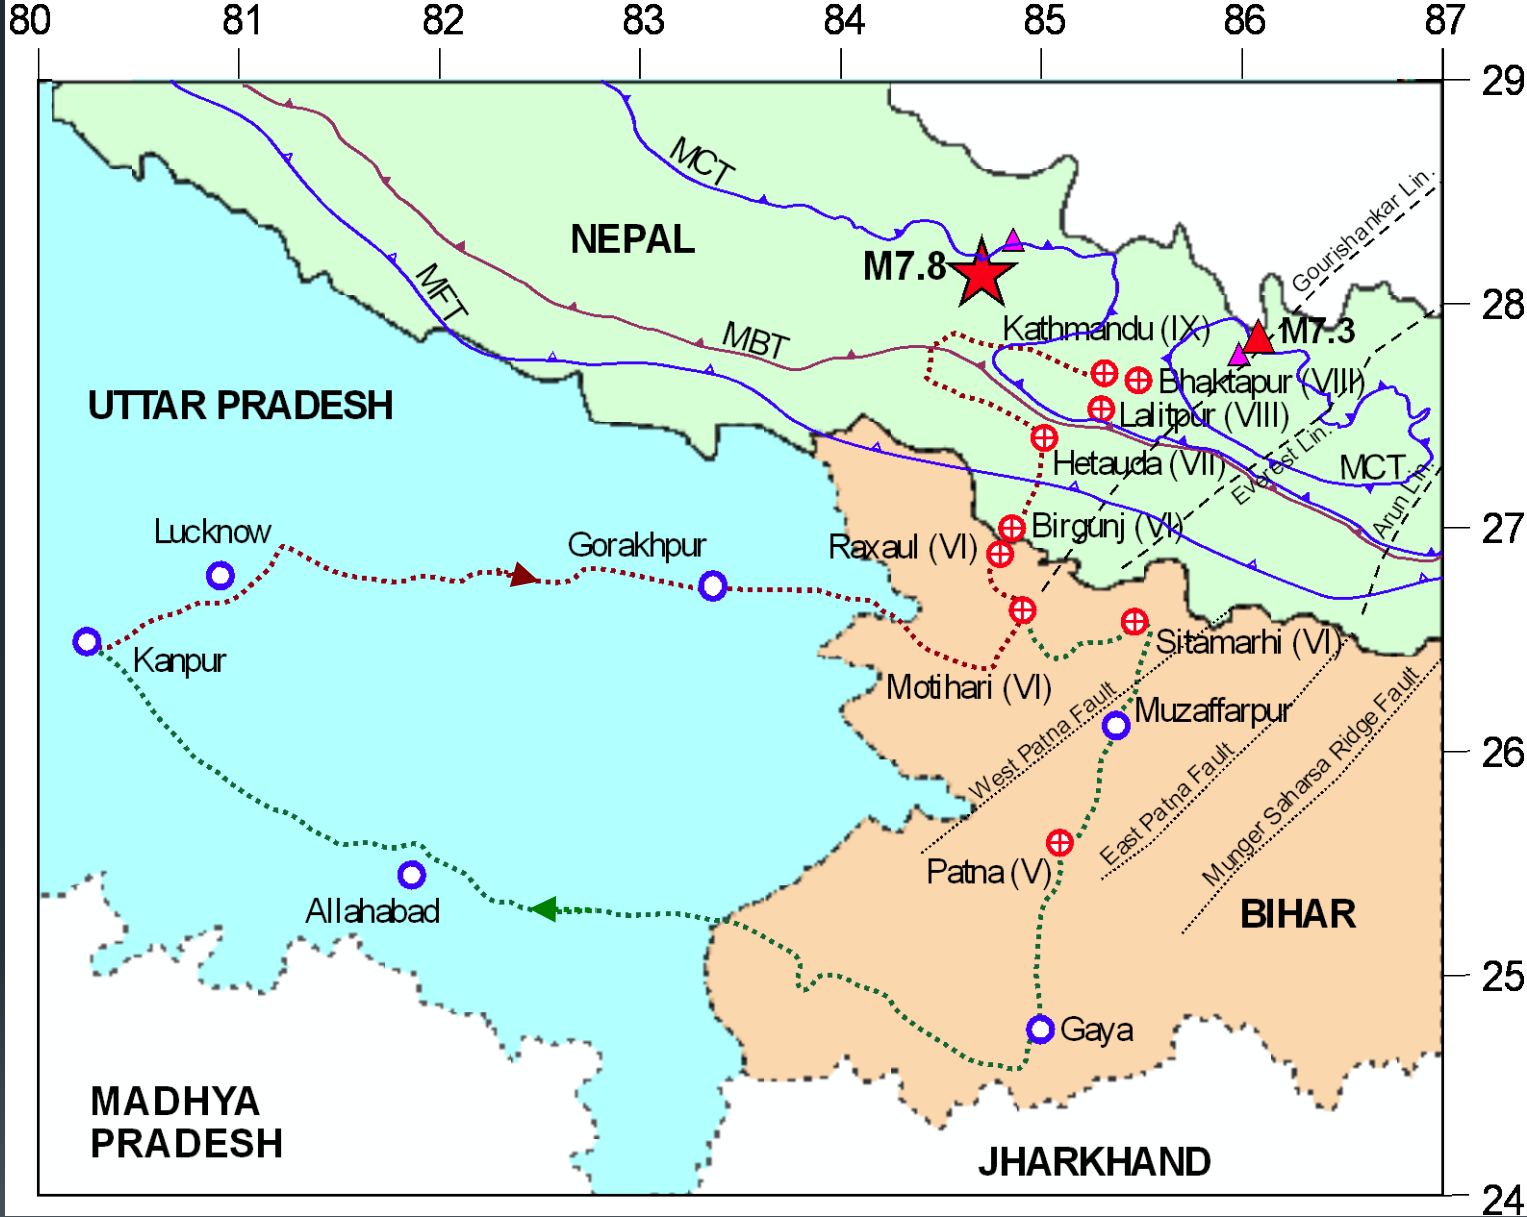 80 81 82 83 84 85 86 87
29
MCT
Gourishankar Lin.
NEPAL
M7.8
MFT
28
Kathmandu (IX)
M7.3
MBT
Bhaktapur (VIII)
UTTAR PRADESH
Lalitpur (VIII)
Hetauda (VII)
Everest Lin.
MCT
Arun Lin.
Lucknow
Gorakhpur
Raxaul (VI)
Birgunj (VI)
27
Kanpur
Sitamarhi (VI)
Motihari (VI)
Muzaffarpur
West Patna Fault
East Patna Fault
Munger Saharsa Ridge Fault
26
Patna (V)
Allahabad
BIHAR
25
Gaya
MADHYA
PRADESH
JHARKHAND
24